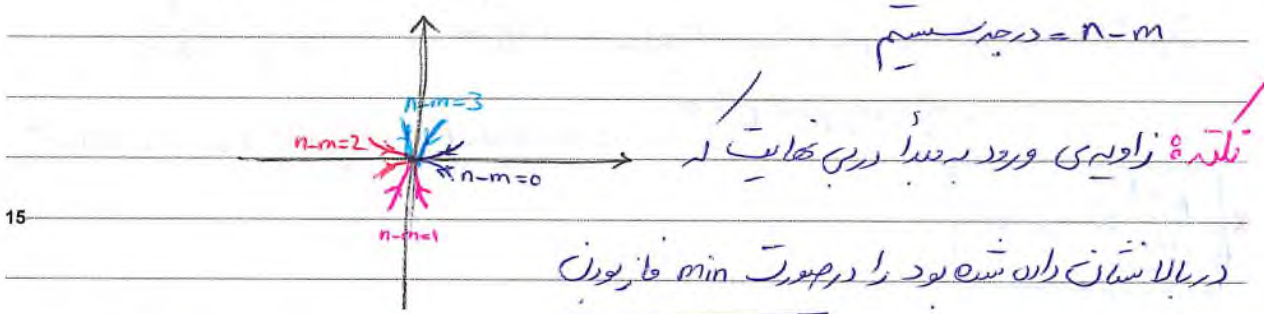 n-m = درجه سیستم
n-m=3
n-m=2
n-m=0
n-m=1
نکته: زاویه‌ی ورود به مبدأ در بی نهایت که
15
در بالا نشان داده شده بود را در صورت min فاز بودن